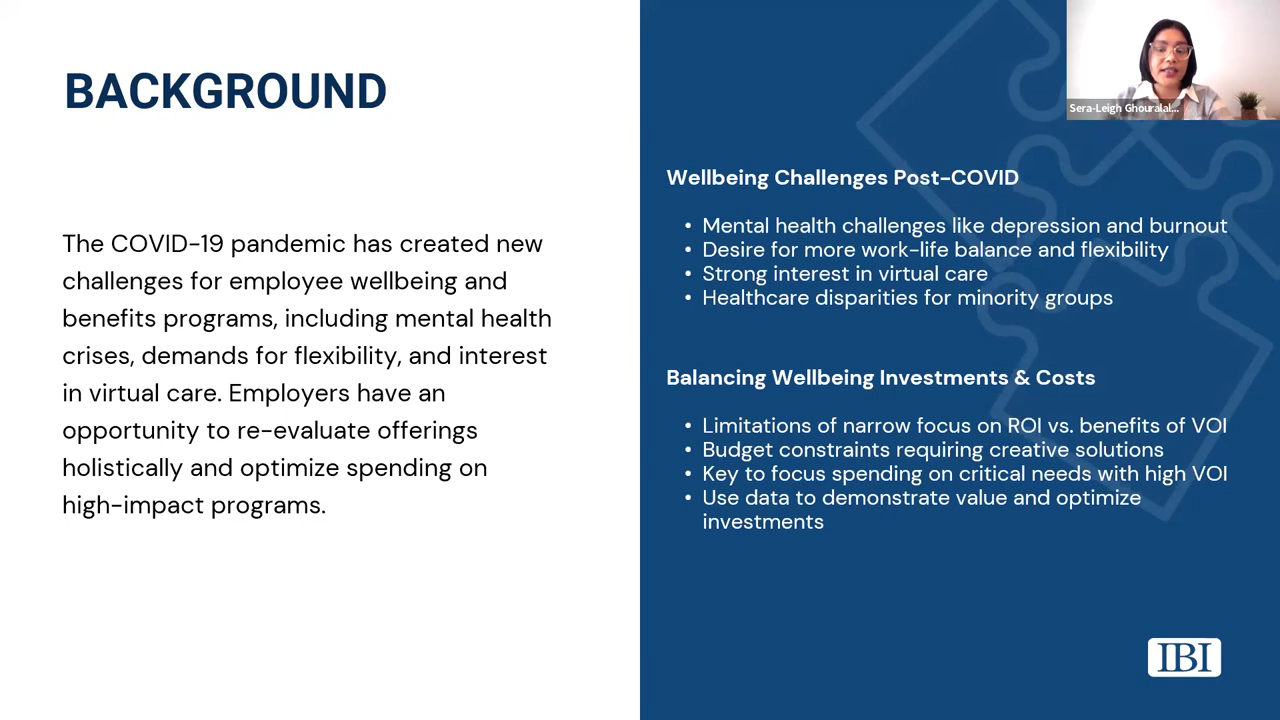 BACKGROUND
The COVID-19 pandemic has created new
challenges for employee wellbeing and
benefits programs, including mental health
crises, demands for flexibility, and interest
in virtual care. Employers have an
opportunity to re-evaluate offerings
holistically and optimize spending on
high-impact programs.
Sera-Leigh Ghouralal...
Wellbeing Challenges Post-COVID
• Mental health challenges like depression and burnout
• Desire for more work-life balance and flexibility
• Strong interest in virtual care
• Healthcare disparities for minority groups
Balancing Wellbeing Investments & Costs
• Limitations of narrow focus on ROI vs. benefits of VOI
• Budget constraints requiring creative solutions
• Key to focus spending on critical needs with high VOI
• Use data to demonstrate value and optimize
investments
IBI